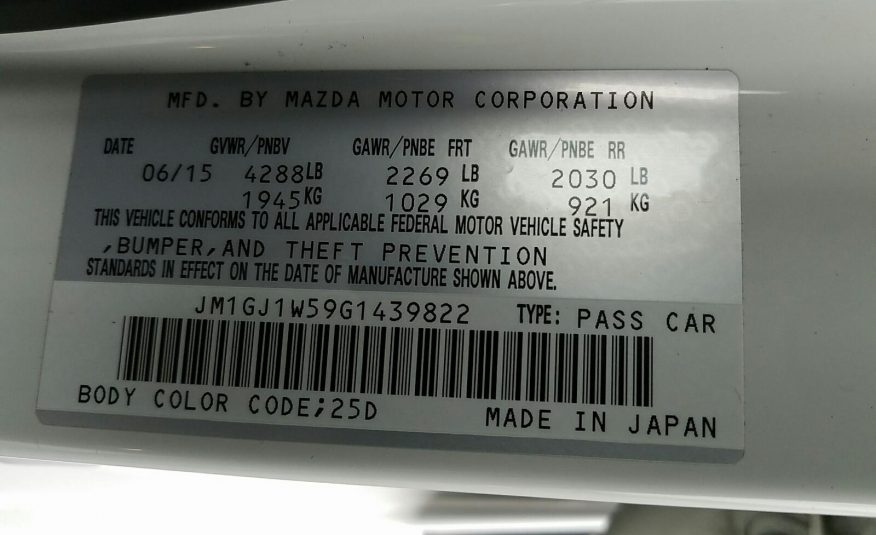 MFD. BY MAZDA MOTOR CORPORATION
DATE GVWR/PNBV GAWR/PNBE FRT GAWR/PNBE RR
06/15 4288LB 2269 LB 2030 LB
1945KG 1029 KG 921 KG
THIS VEHICLE CONFORMS TO ALL APPLICABLE FEDERAL MOTOR VEHICLE SAFETY
,BUMPER,AND THEFT PREVENTION
STANDARDS IN EFFECT ON THE DATE OF MANUFACTURE SHOWN ABOVE.
JM1GJ1W59G1439822 TYPE: PASS CAR
BODY COLOR CODE;25D MADE IN JAPAN